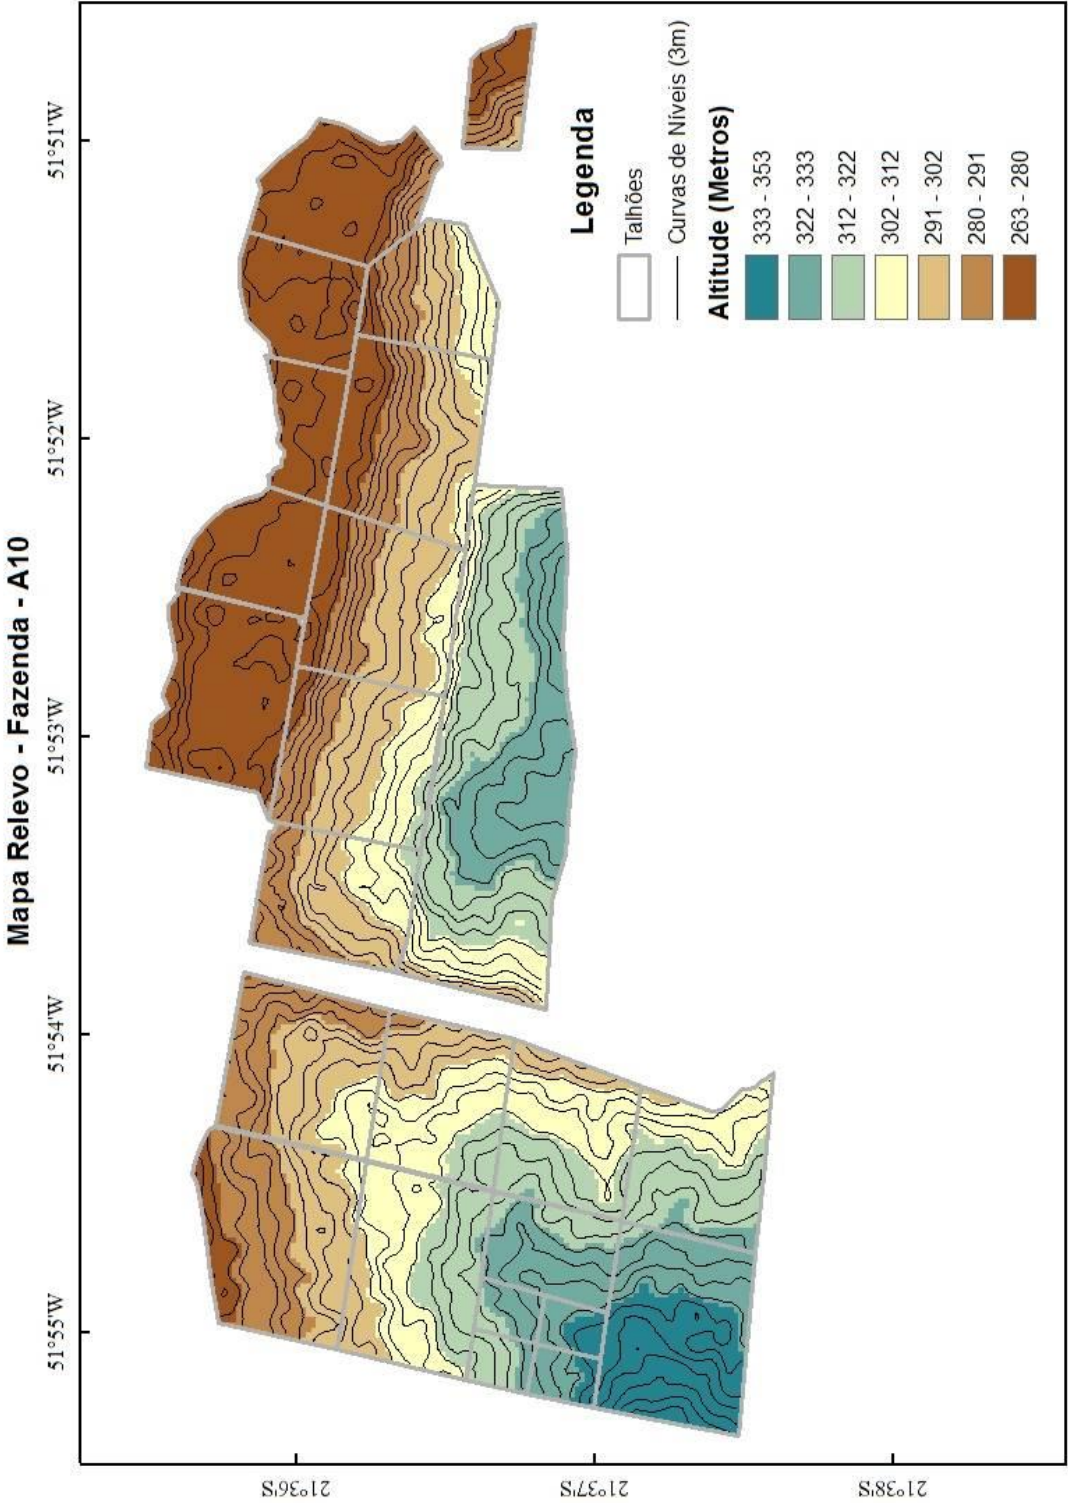 Mapa Relevo - Fazenda - A10
51°55'W
51°54'W
51°53'W
51°52'W
51°51'W
21°36'S
21°37'S
21°38'S
Legenda
Talhões
Curvas de Níveis (3m)
Altitude (Metros)
333 - 353
322 - 333
312 - 322
302 - 312
291 - 302
280 - 291
263 - 280